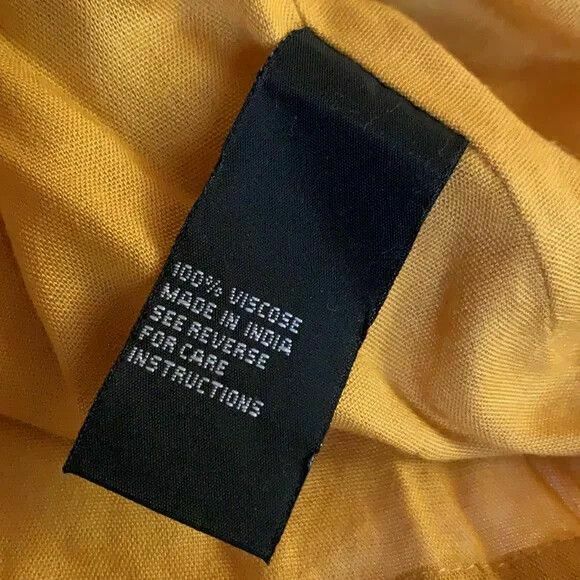 100% VISCOSE
MADE IN INDIA
SEE REVERSE
FOR CARE
INSTRUCTIONS